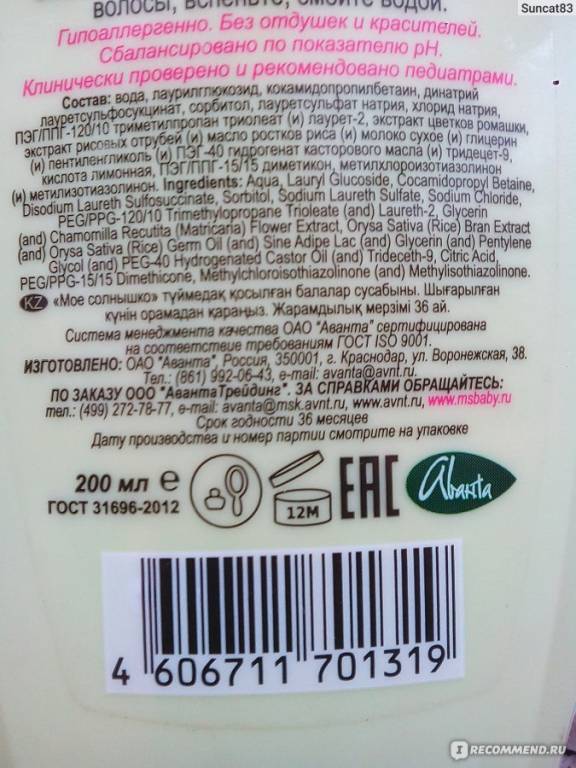 Suncat83
волосы, вспеньте, смойте водой.
Гипоаллергенно. Без отдушек и красителей.
Сбалансировано по показателю рН.
Клинически проверено и рекомендовано педиатрами.
Состав: вода, лаурилглюкозид, кокамидопропилбетаин, динатрий
лауретсульфосукцинат, сорбитол, лауретсульфат натрия, хлорид натрия,
ПЭГ/ППГ-120/10 триметилпропан триолеат (и) лаурет-2, экстракт цветов ромашки,
экстракт рисовых отрубей (и) масло ростков риса (и) молоко сухое (и) глицерин
(и) пентиленгликоль (и) ПЭГ-40 гидрогенат касторового масла (и) тридецет-9,
кислота лимонная, ПЭГ/ППГ-15/15 диметикон, метилхлороизотиазолинон
(и) метилизотиазолинон. Ingredients: Aqua, Lauryl Glucoside, Cocamidopropyl Betaine,
Disodium Laureth Sulfosuccinate, Sorbitol, Sodium Laureth Sulfate, Sodium Chloride,
PEG/PPG-120/10 Trimethylopropane Trioleate (and) Laureth-2, Glycerin
(and) Chamomilla Recutita (Matricaria) Flower Extract, Orysa Sativa (Rice) Bran Extract
(and) Orysa Sativa (Rice) Germ Oil (and) Sine Adipe Lac (and) Glycerin (and) Pentylene
Glycol (and) PEG-40 Hydrogenated Castor Oil (and) Trideceth-9, Citric Acid,
PEG/PPG-15/15 Dimethicone, Methylchloroisothiazolinone (and) Methylisothiazolinone.
KZ «Мое солнышко» түймедақ қосылған балалар сусабыны. Шығарылған
күнін орамадан қараңыз. Жарамдылық мерзімі 36 ай.
Система менеджмента качества ОАО "Аванта" сертифицирована
на соответствие требованиям ГОСТ ISO 9001.
ИЗГОТОВЛЕНО: ОАО "Аванта", Россия, 350001, г. Краснодар, ул. Воронежская, 38.
Тел.: (861) 992-06-43, e-mail: avanta@avnt.ru.
ПО ЗАКАЗУ ООО "АвантаТрейдинг". ЗА СПРАВКАМИ ОБРАЩАЙТЕСЬ:
тел.: (499) 272-78-77, e-mail: avanta@msk.avnt.ru, www.avnt.ru, www.msbaby.ru
Срок годности 36 месяцев
Дату производства и номер партии смотрите на упаковке
200 мл e
ГОСТ 31696-2012
12M
EAC
Avanta
4 606711 701319
IRECOMMEND.RU